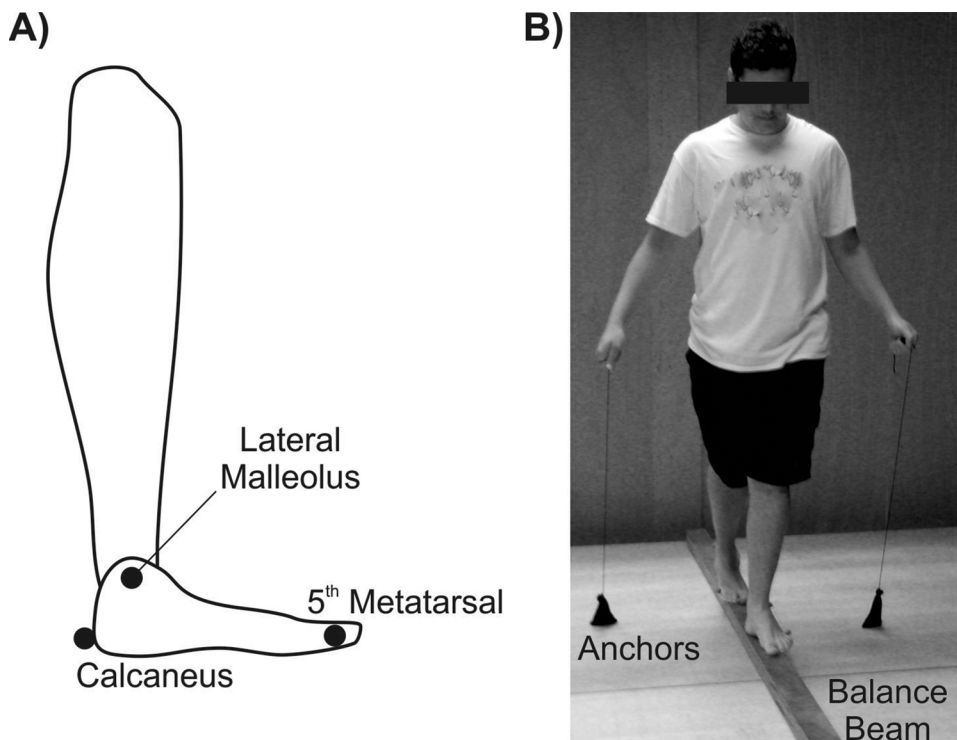 A)
B)
Lateral
Malleolus
5th Metatarsal
Calcaneus
Anchors
Balance
Beam